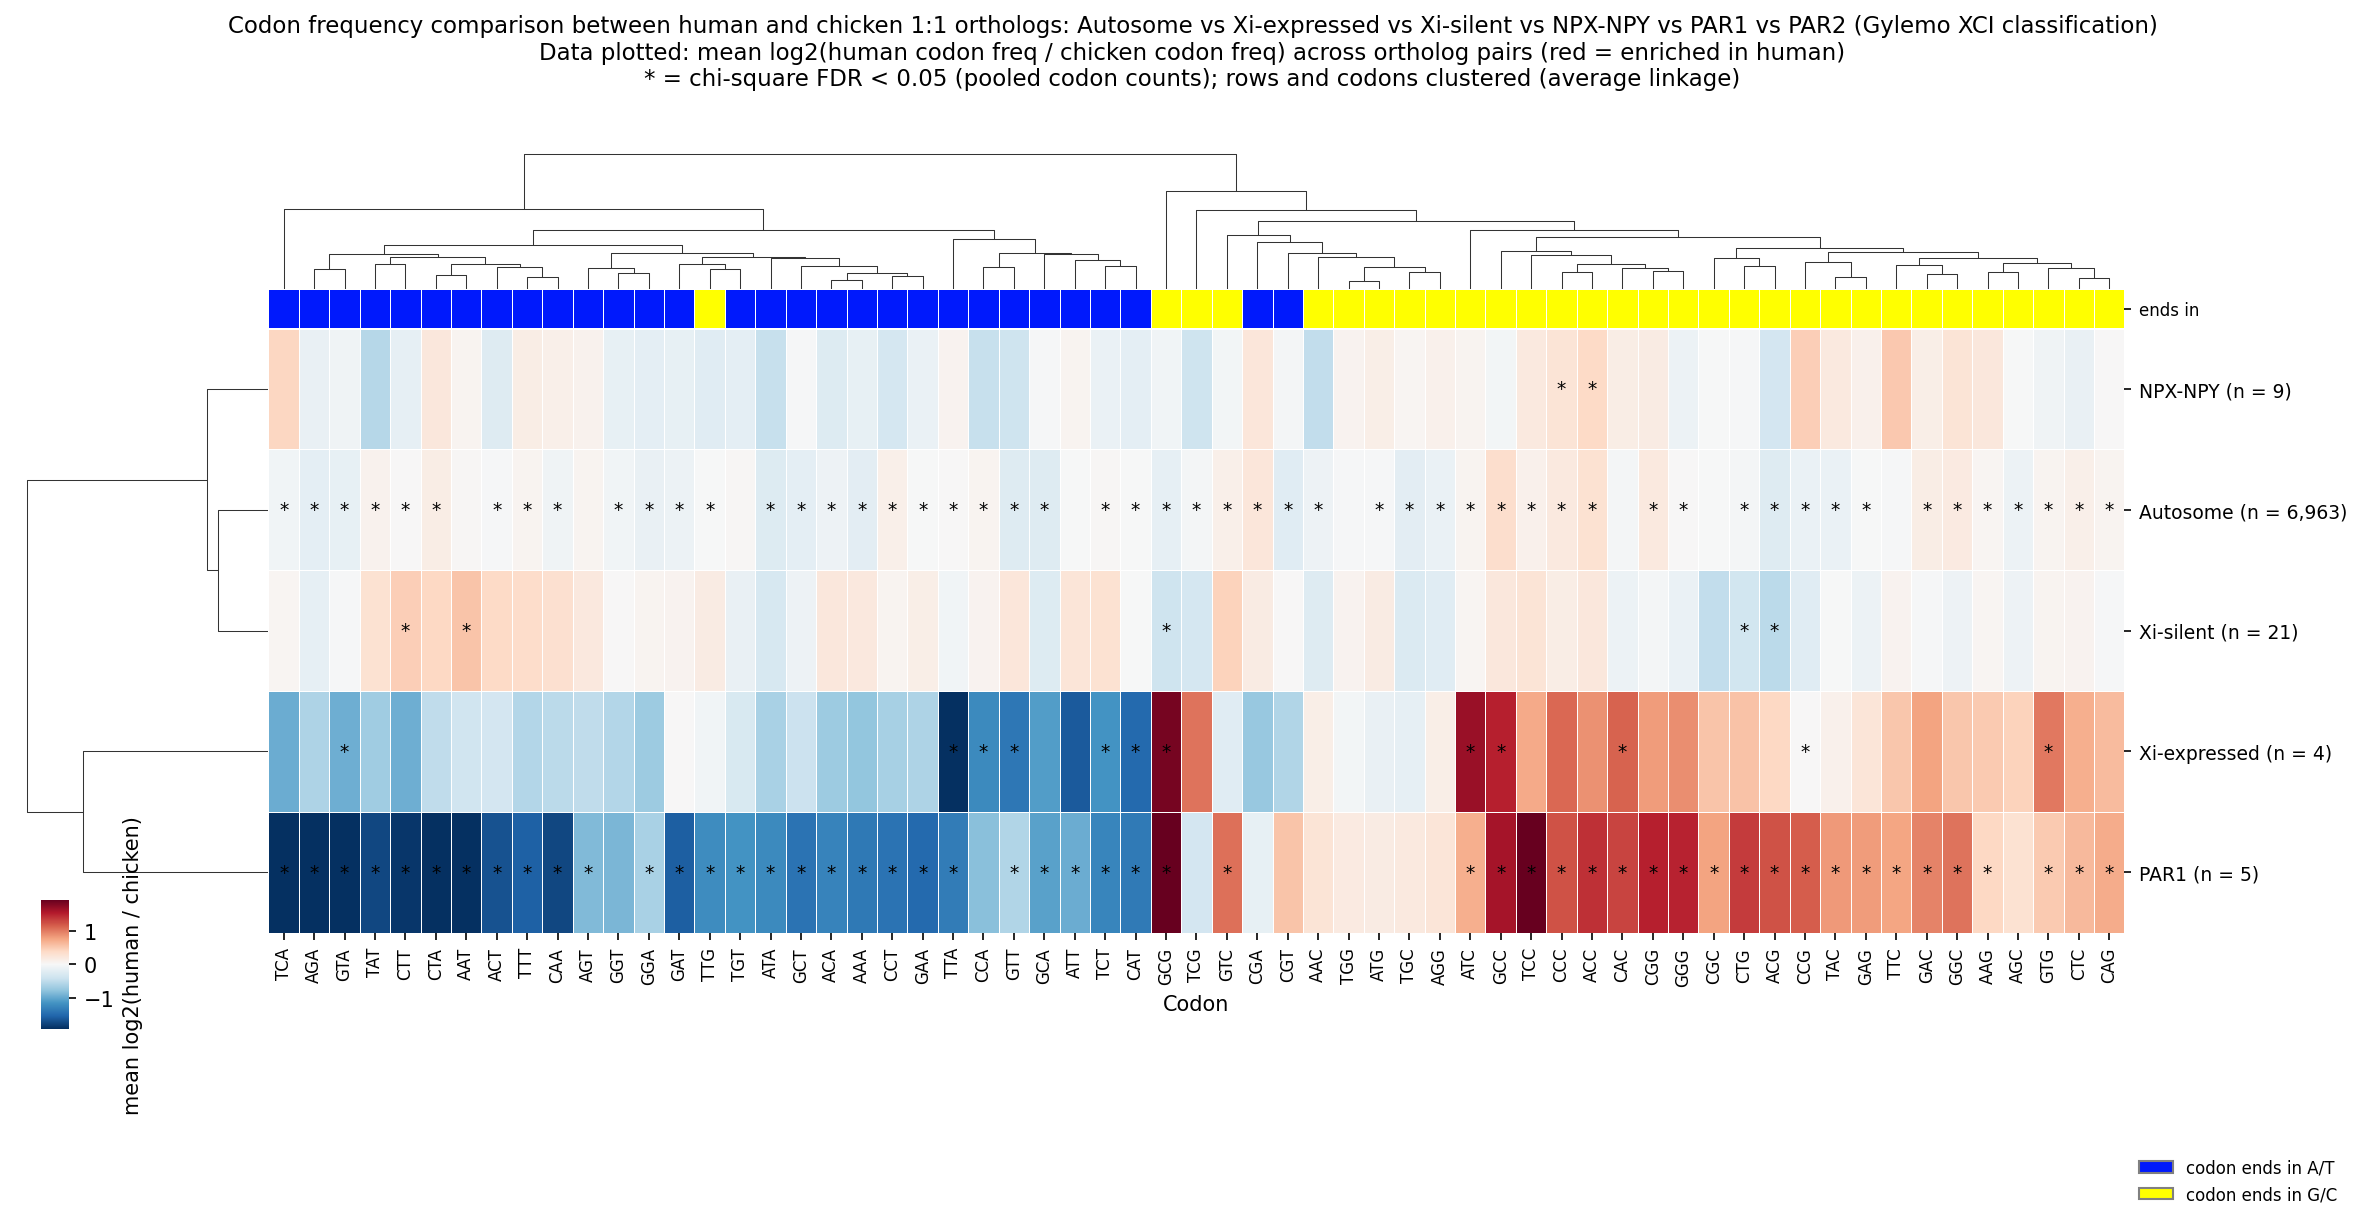 Codon frequency comparison between human and chicken 1:1 orthologs: Autosome vs Xi-expressed vs Xi-silent vs NPX-NPY vs PAR1 vs PAR2 (Gylemo XCI classification)
Data plotted: mean log2(human codon freq / chicken codon freq) across ortholog pairs (red = enriched in human)
* = chi-square FDR < 0.05 (pooled codon counts); rows and codons clustered (average linkage)
ends in
NPX-NPY (n = 9)
* *
Autosome (n = 6,963)
* * * * * * * * * * * * * * * * * * * * * * * * * * * * * * * * * * * * * * * * * * * * * * * * * * *
Xi-silent (n = 21)
* * * * *
Xi-expressed (n = 4)
* * * * * * * * * * * *
PAR1 (n = 5)
* * * * * * * * * * * * * * * * * * * * * * * * * * * * * * * * * * * * * * * * * * * * * * * * *
TCA AGA GTA TAT CTT CTA AAT ACT TTT CAA AGT GGT GGA GAT TTG TGT ATA GCT ACA AAA CCT GAA TTA CCA GTT GCA ATT TCT CAT GCG TCG GTC CGA CGT AAC TGG ATG TGC AGG ATC GCC TCC CCC ACC CAC CGG GGG CGC CTG ACG CCG TAC GAG TTC GAC GGC AAG AGC GTG CTC CAG
Codon
1
0
−1
mean log2(human / chicken)
codon ends in A/T
codon ends in G/C